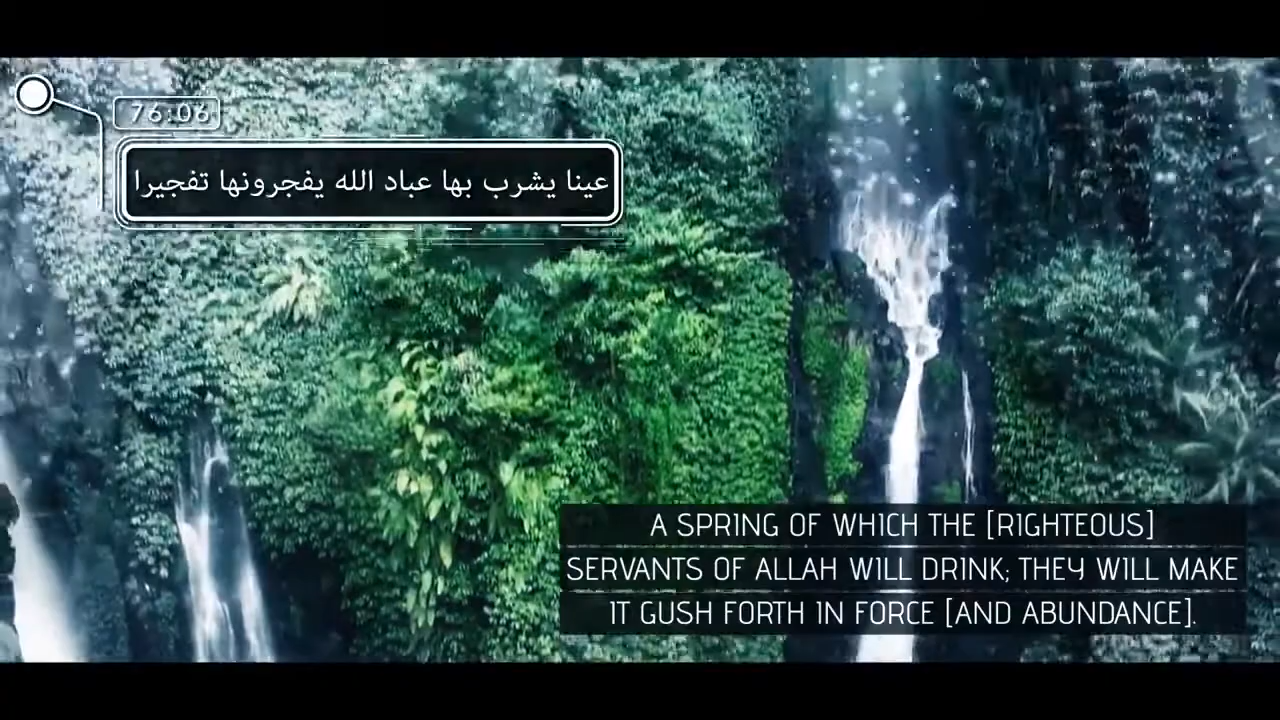 76:06
عينا يشرب بها عباد الله يفجرونها تفجيرا
A SPRING OF WHICH THE [RIGHTEOUS]
SERVANTS OF ALLAH WILL DRINK; THEY WILL MAKE
IT GUSH FORTH IN FORCE [AND ABUNDANCE].